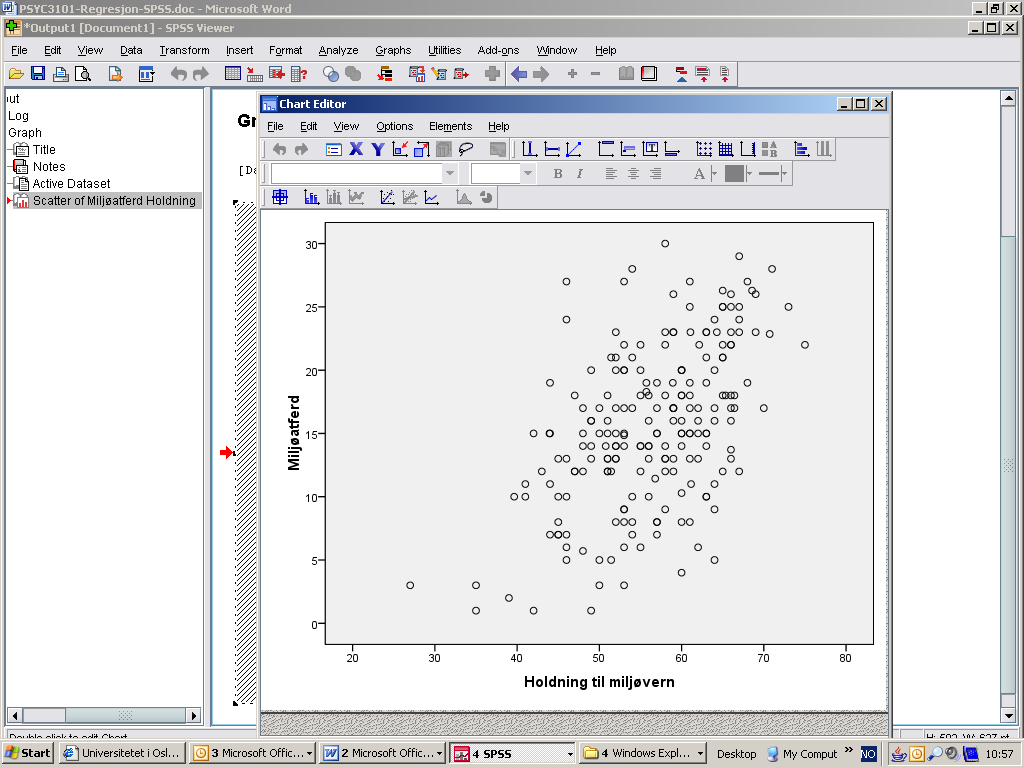 PSYC3101-Regresjon-SPSS.doc - Microsoft Word
*Output1 [Document1] - SPSS Viewer
File Edit View Data Transform Insert Format Analyze Graphs Utilities Add-ons Window Help
Log
Graph
Title
Notes
Active Dataset
Scatter of Miljøatferd Holdning
Chart Editor
File Edit View Options Elements Help
X Y
B I A
30
25
20
15
10
5
0
Miljøatferd
20 30 40 50 60 70 80
Holdning til miljøvern
Start Universitetet i Osl... 3 Microsoft Offic... 2 Microsoft Offic... 4 SPSS 4 Windows Expl... Desktop My Comput » NO 10:57